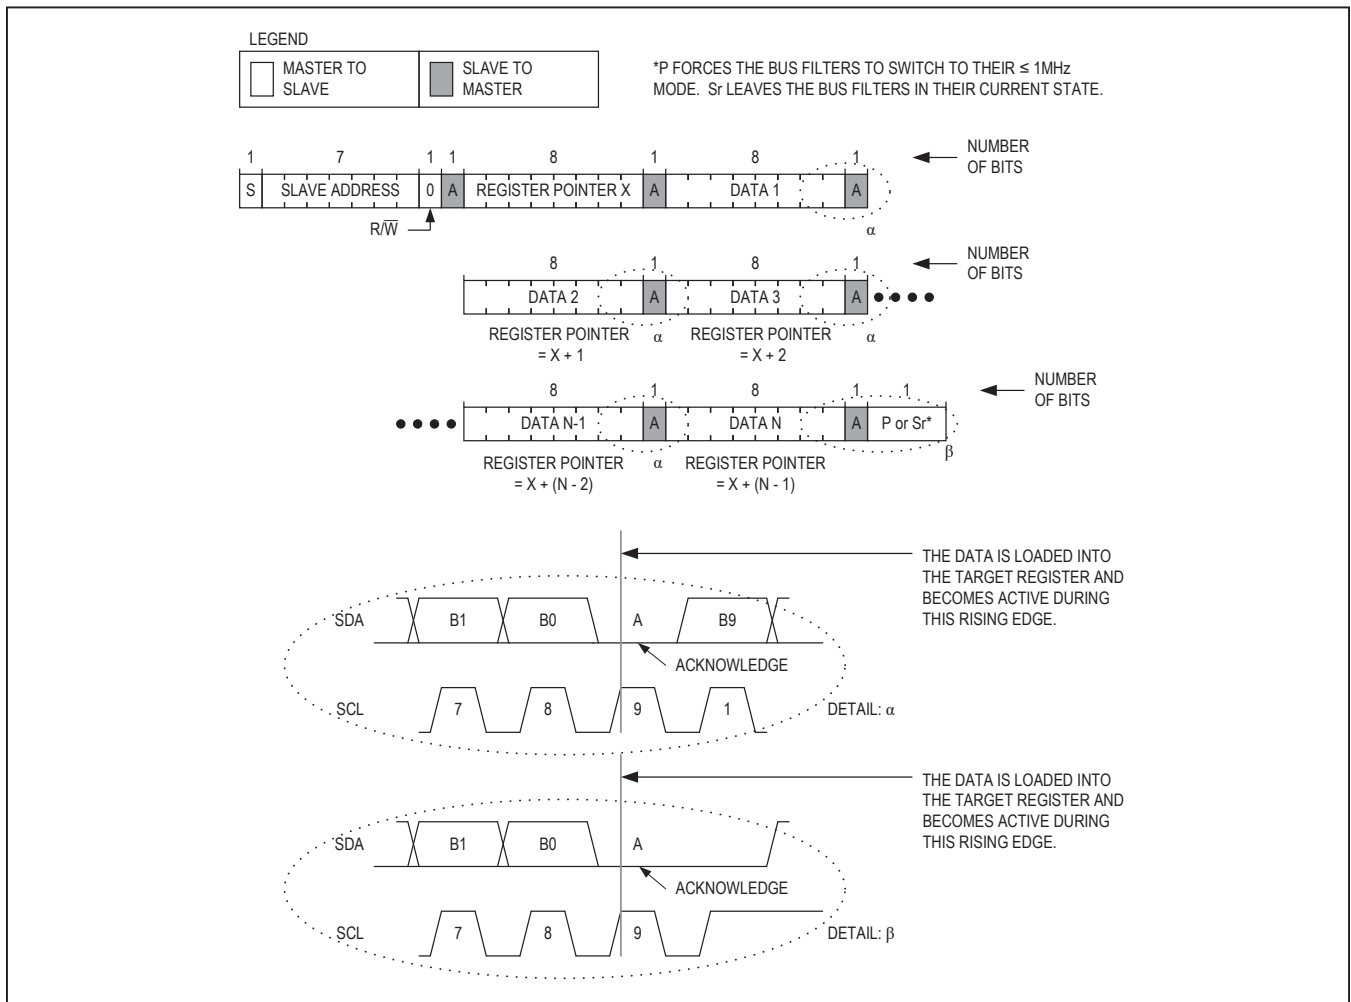 LEGEND
MASTER TO
SLAVE
SLAVE TO
MASTER
*P FORCES THE BUS FILTERS TO SWITCH TO THEIR ≤ 1MHz
MODE. Sr LEAVES THE BUS FILTERS IN THEIR CURRENT STATE.
1 7 1 1 8 1 8 1
NUMBER
OF BITS
S SLAVE ADDRESS 0 A REGISTER POINTER X A DATA 1 A
R/W̅
α
8 1 8 1
NUMBER
OF BITS
DATA 2 A DATA 3 A
REGISTER POINTER
= X + 1
α
REGISTER POINTER
= X + 2
α
8 1 8 1 1
NUMBER
OF BITS
DATA N-1 A DATA N A P or Sr*
REGISTER POINTER
= X + (N - 2)
α
REGISTER POINTER
= X + (N - 1)
β
THE DATA IS LOADED INTO
THE TARGET REGISTER AND
BECOMES ACTIVE DURING
THIS RISING EDGE.
SDA B1 B0 A B9
ACKNOWLEDGE
SCL 7 8 9 1
DETAIL: α
THE DATA IS LOADED INTO
THE TARGET REGISTER AND
BECOMES ACTIVE DURING
THIS RISING EDGE.
SDA B1 B0 A
ACKNOWLEDGE
SCL 7 8 9
DETAIL: β